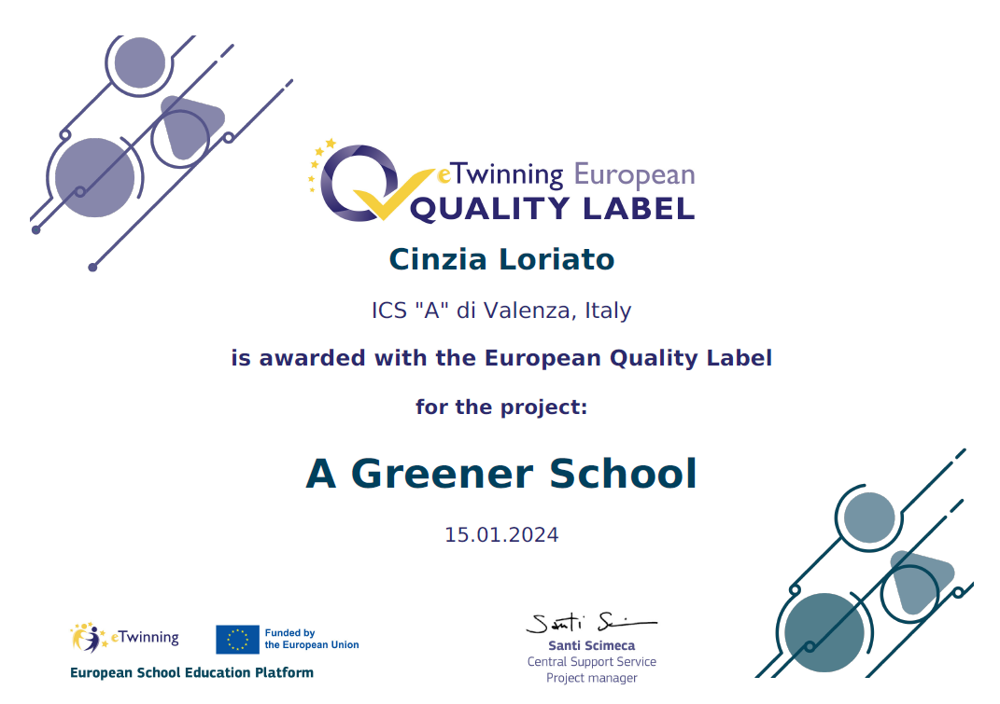 eTwinning European
QUALITY LABEL
Cinzia Loriato
ICS "A" di Valenza, Italy
is awarded with the European Quality Label
for the project:
A Greener School
15.01.2024
eTwinning
Funded by
the European Union
European School Education Platform
Santi Sci
Santi Scimeca
Central Support Service
Project manager